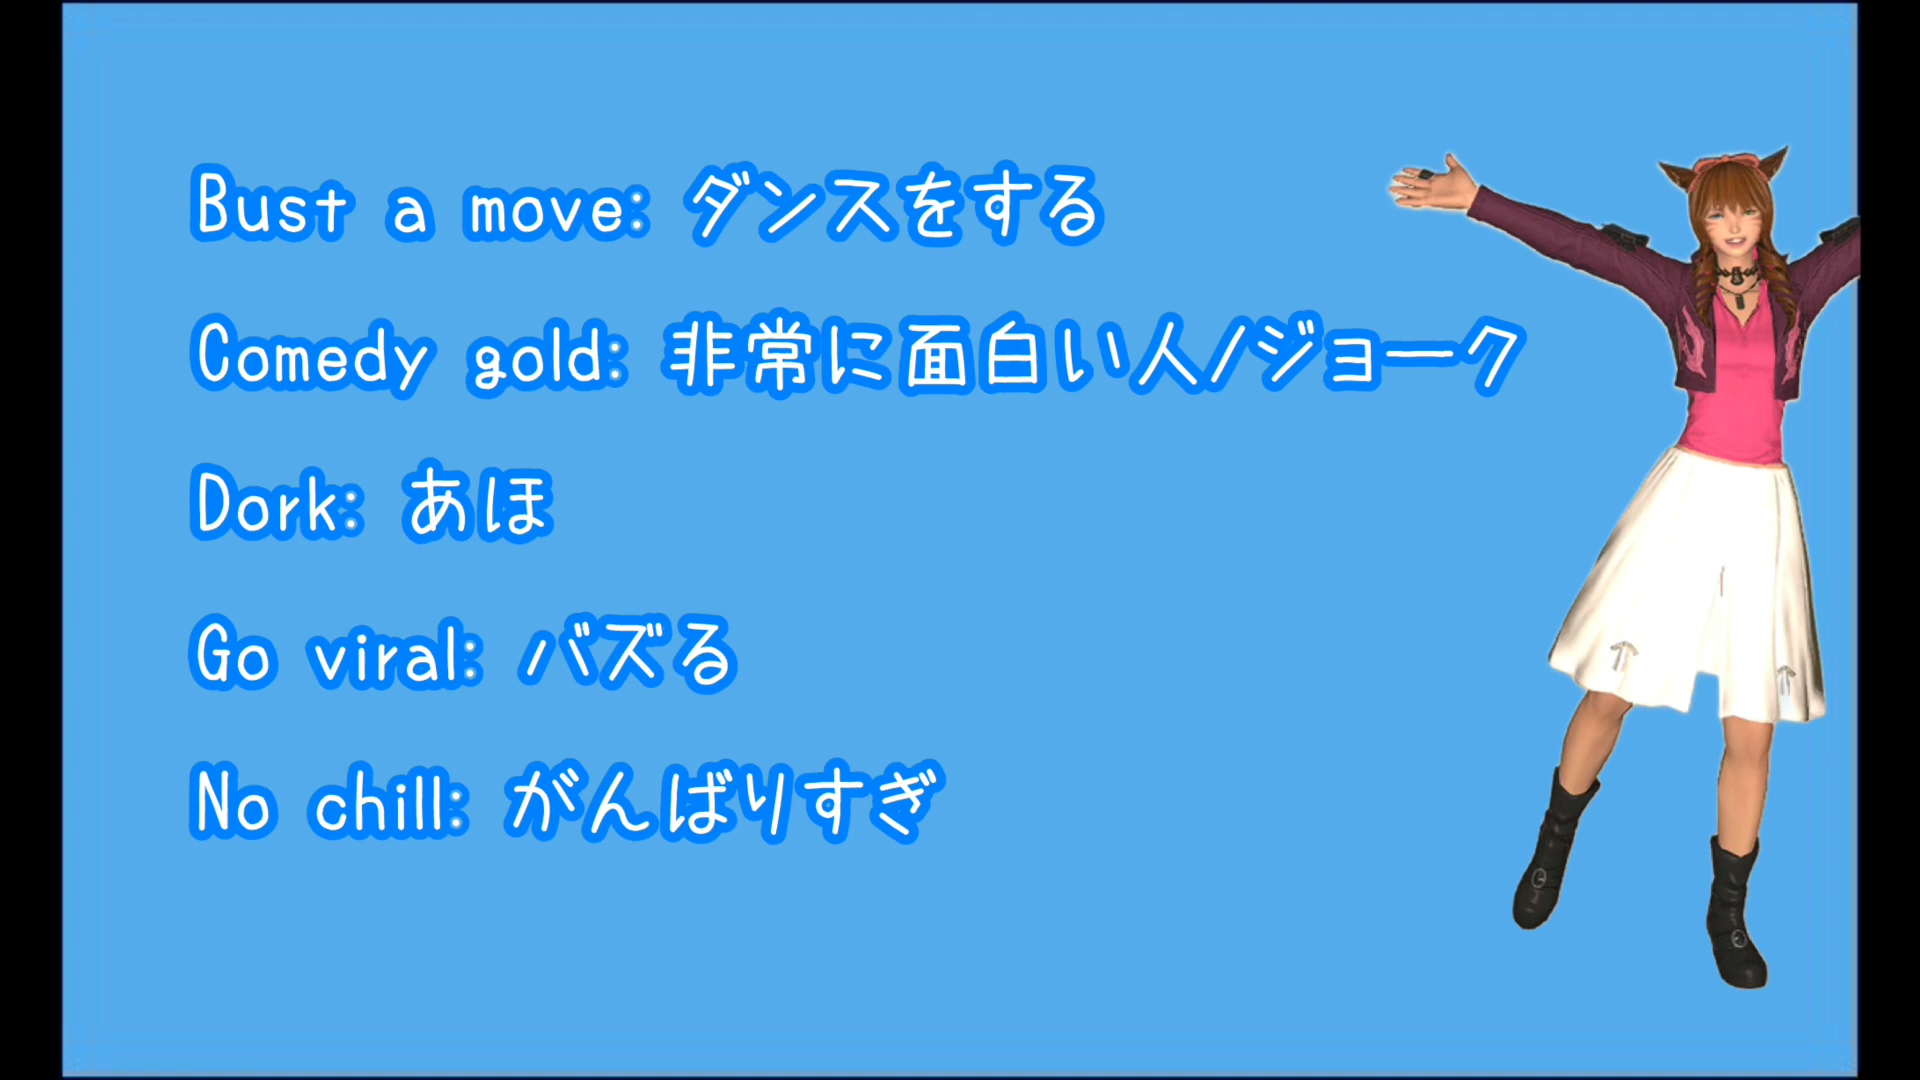 Bust a move: ダンスをする
Comedy gold: 非常に面白い人/ジョーク
Dork: あほ
Go viral: バズる
No chill: がんばりすぎ